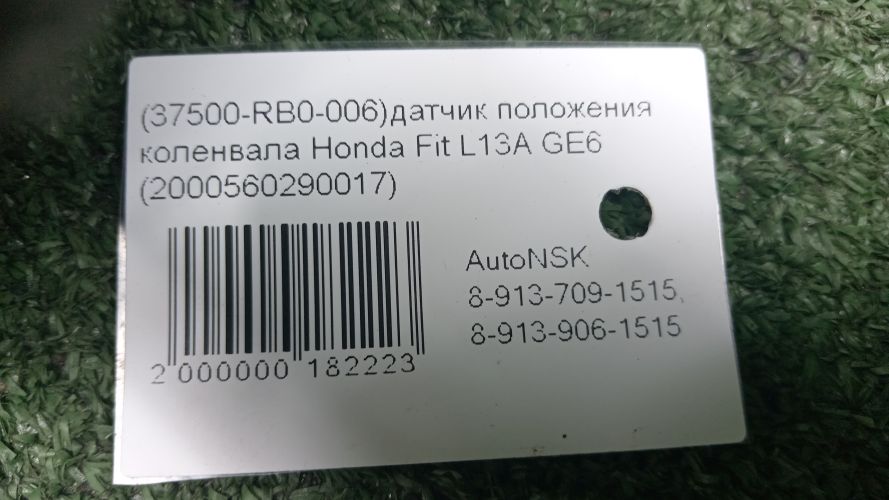 (37500-RB0-006)датчик положения
коленвала Honda Fit L13A GE6
(2000560290017)
AutoNSK
8-913-709-1515,
8-913-906-1515
2 000000 182223